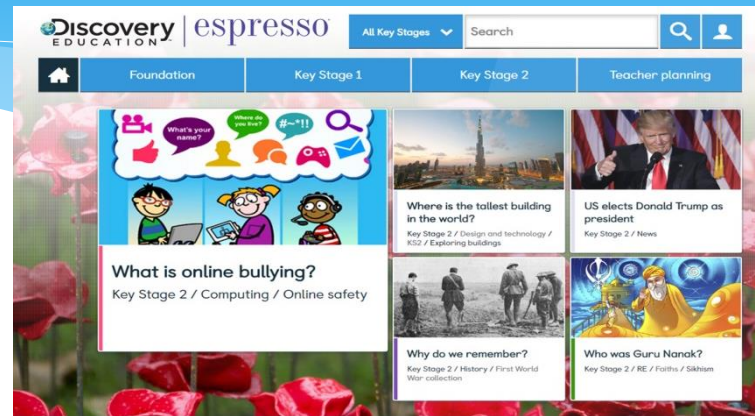 Discovery
EDUCATION
espresso
All Key Stages
Search
Foundation
Key Stage 1
Key Stage 2
Teacher planning
What's your
name?
Where do
you live?
#~*!!
What is online bullying?
Key Stage 2 / Computing / Online safety
Where is the tallest building
in the world?
Key Stage 2 / Design and technology /
KS2 / Exploring buildings
US elects Donald Trump as
president
Key Stage 2 / News
Why do we remember?
Key Stage 2 / History / First World
War collection
Who was Guru Nanak?
Key Stage 2 / RE / Faiths / Sikhism